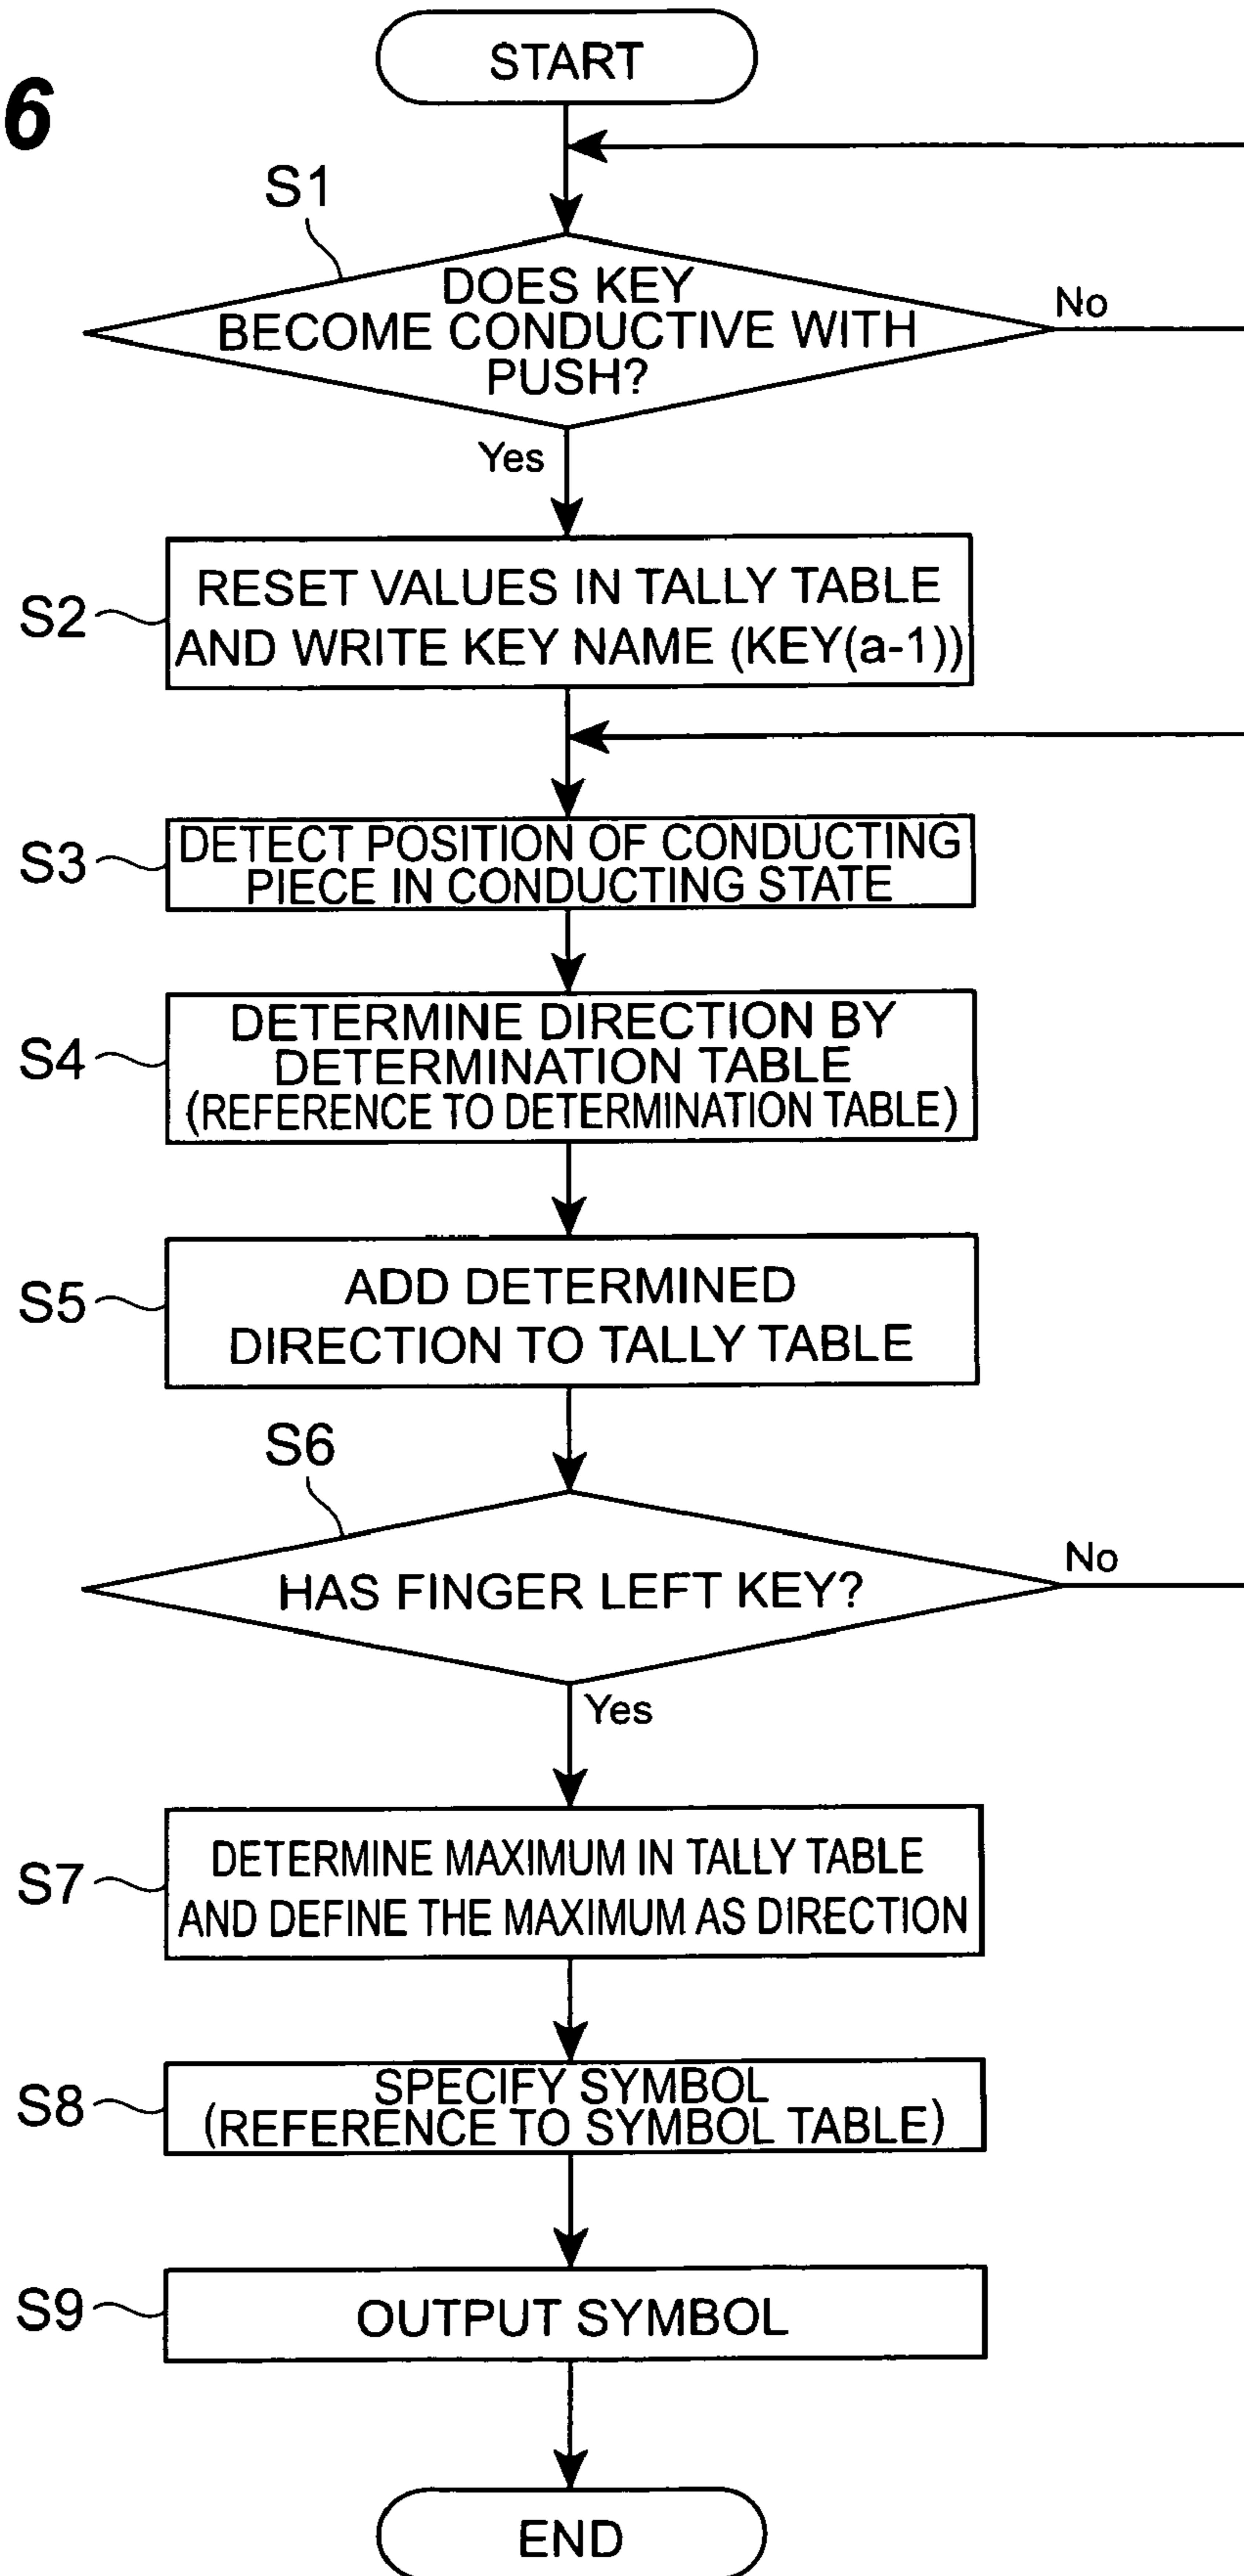 6
START
S1
DOES KEY
BECOME CONDUCTIVE WITH
PUSH?
No
Yes
S2
RESET VALUES IN TALLY TABLE
AND WRITE KEY NAME (KEY(a-1))
S3
DETECT POSITION OF CONDUCTING
PIECE IN CONDUCTING STATE
S4
DETERMINE DIRECTION BY
DETERMINATION TABLE
(REFERENCE TO DETERMINATION TABLE)
S5
ADD DETERMINED
DIRECTION TO TALLY TABLE
S6
HAS FINGER LEFT KEY?
No
Yes
S7
DETERMINE MAXIMUM IN TALLY TABLE
AND DEFINE THE MAXIMUM AS DIRECTION
S8
SPECIFY SYMBOL
(REFERENCE TO SYMBOL TABLE)
S9
OUTPUT SYMBOL
END